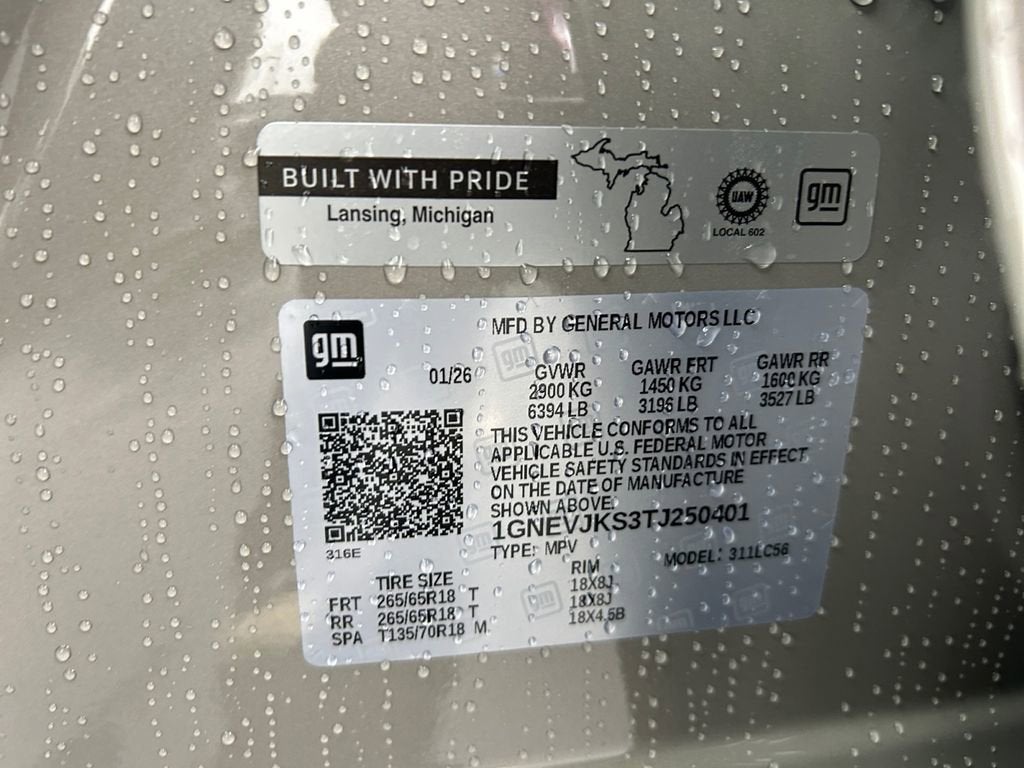 BUILT WITH PRIDE
Lansing, Michigan
UAW
LOCAL 602
gm
gm
MFD BY GENERAL MOTORS LLC
01/26
GVWR GAWR FRT GAWR RR
2900 KG 1450 KG 1600 KG
6394 LB 3196 LB 3527 LB
THIS VEHICLE CONFORMS TO ALL
APPLICABLE U.S. FEDERAL MOTOR
VEHICLE SAFETY STANDARDS IN EFFECT
ON THE DATE OF MANUFACTURE
SHOWN ABOVE.
1GNEVJKS3TJ250401
316E
TYPE: MPV MODEL: 311LC56
TIRE SIZE RIM
FRT 265/65R18 T 18X8J
RR 265/65R18 T 18X8J
SPA T135/70R18 M 18X4.5B